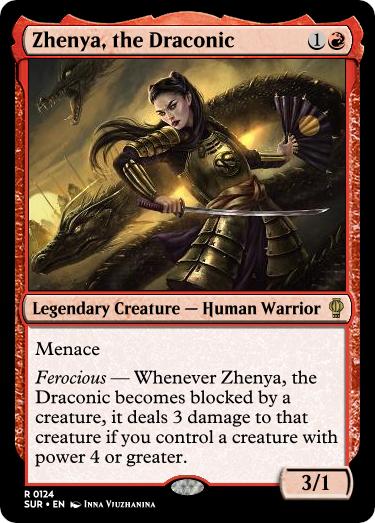 Zhenya, the Draconic 1
Legendary Creature — Human Warrior
Menace
Ferocious — Whenever Zhenya, the
Draconic becomes blocked by a
creature, it deals 3 damage to that
creature if you control a creature with
power 4 or greater.
3/1
R 0124
SUR • EN Inna Vjuzhanina